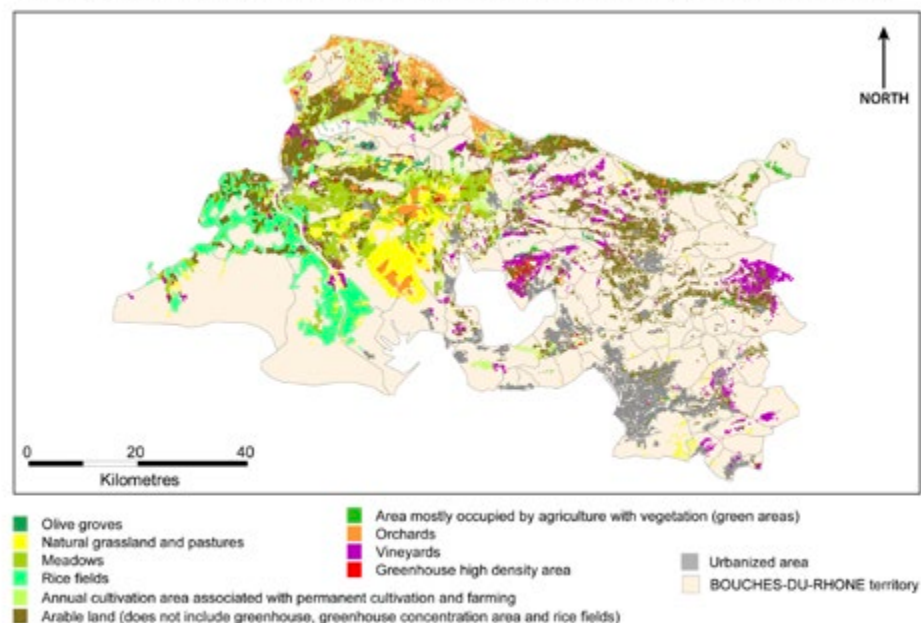 NORTH
0 20 40
Kilometres
Olive groves
Natural grassland and pastures
Meadows
Rice fields
Annual cultivation area associated with permanent cultivation and farming
Arable land (does not include greenhouse, greenhouse concentration area and rice fields)
Area mostly occupied by agriculture with vegetation (green areas)
Orchards
Vineyards
Greenhouse high density area
Urbanized area
BOUCHES-DU-RHONE territory